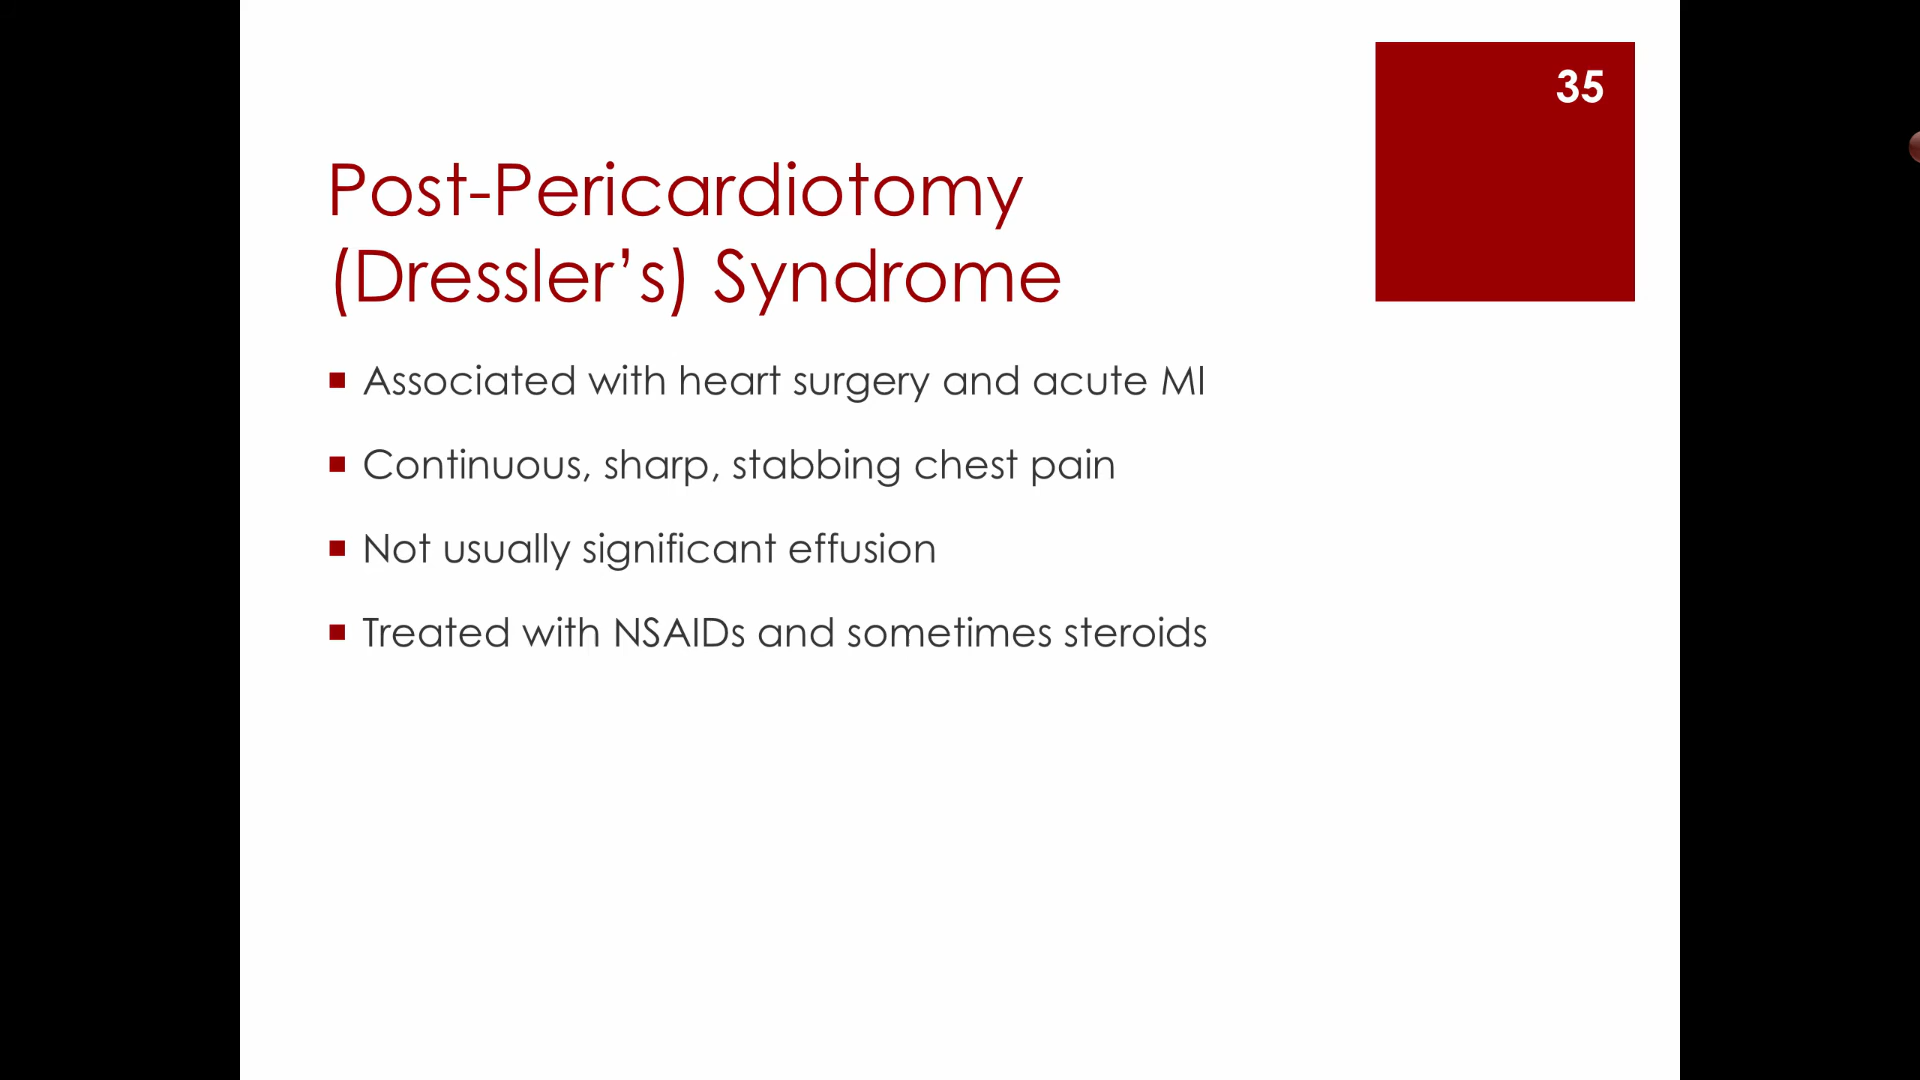 35
Post-Pericardiotomy
(Dressler’s) Syndrome
Associated with heart surgery and acute MI
Continuous, sharp, stabbing chest pain
Not usually significant effusion
Treated with NSAIDs and sometimes steroids